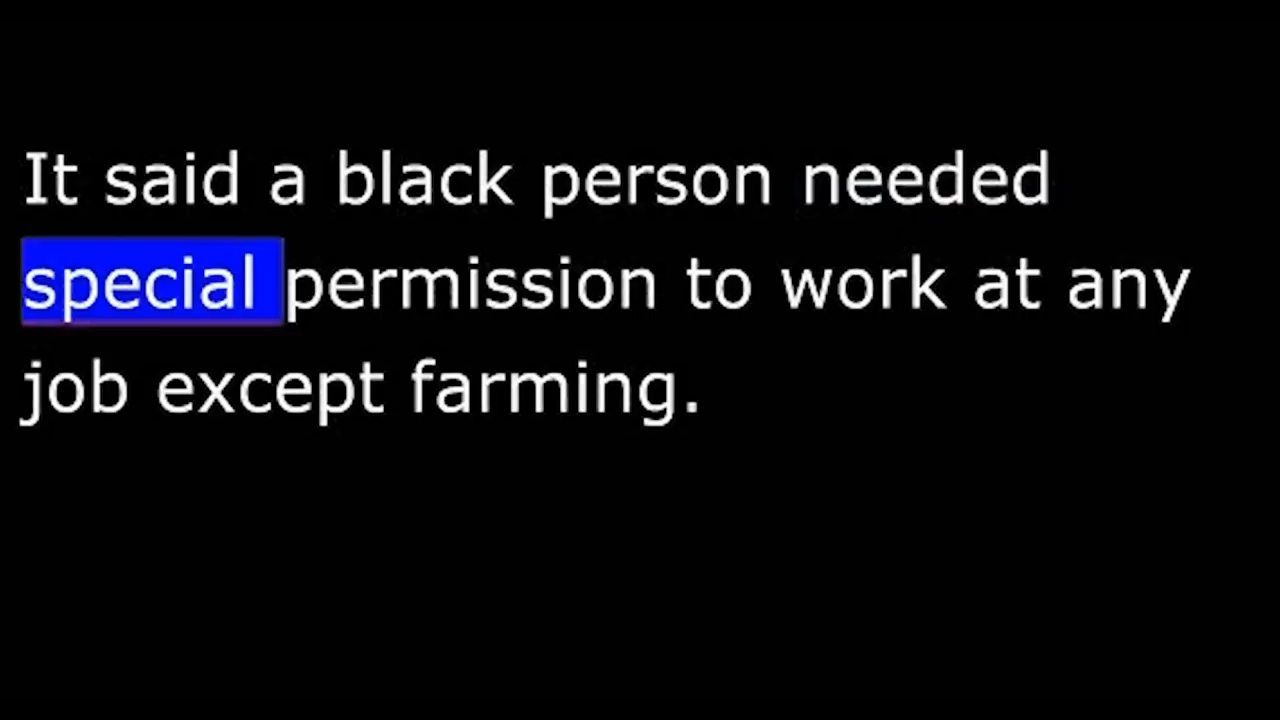 It said a black person needed
special permission to work at any
job except farming.